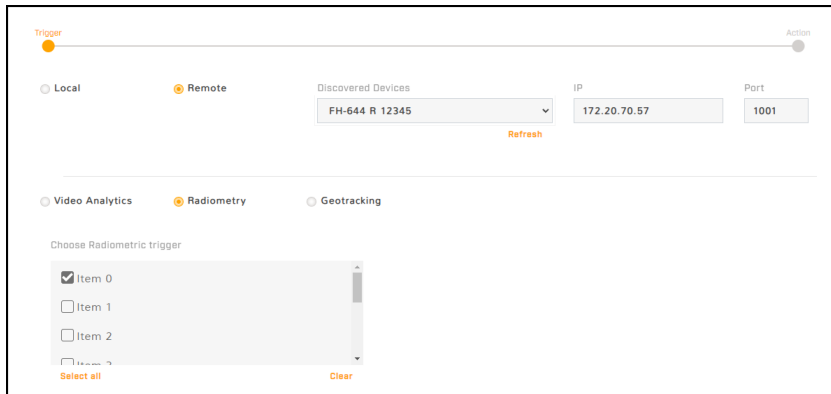 Trigger Action
Local Remote Discovered Devices IP Port
FH-644 R 12345 172.20.70.57 1001
Refresh
Video Analytics Radiometry Geotracking
Choose Radiometric trigger
Item 0
Item 1
Item 2
Select all Clear